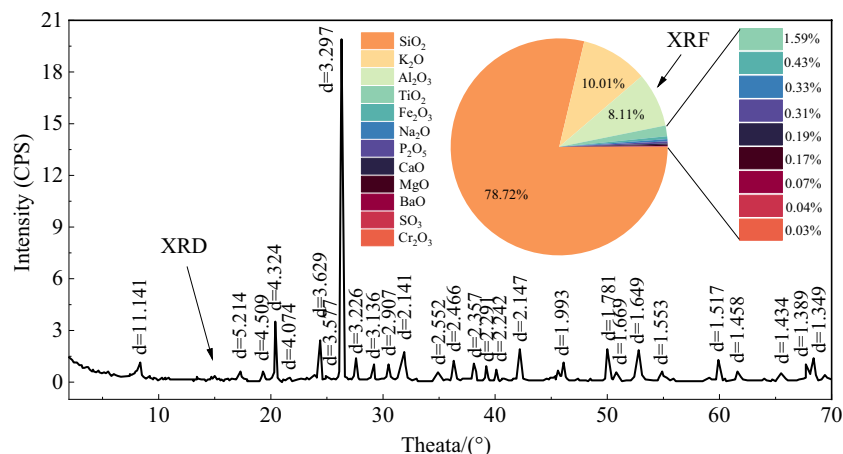 21
18
15
12
9
6
3
0
Intensity (CPS)
10
20
30
40
50
60
70
Theata/(°)
XRD
d=11.141
d=5.214
d=4.509
d=4.324
d=4.074
d=3.629
d=3.577
d=3.297
d=3.226
d=3.136
d=2.907
d=2.141
d=2.552
d=2.466
d=2.357
d=2.291
d=2.242
d=2.147
d=1.993
d=1.781
d=1.669
d=1.649
d=1.553
d=1.517
d=1.458
d=1.434
d=1.389
d=1.349
SiO₂
K₂O
Al₂O₃
TiO₂
Fe₂O₃
Na₂O
P₂O₅
CaO
MgO
BaO
SO₃
Cr₂O₃
78.72%
10.01%
8.11%
XRF
1.59%
0.43%
0.33%
0.31%
0.19%
0.17%
0.07%
0.04%
0.03%